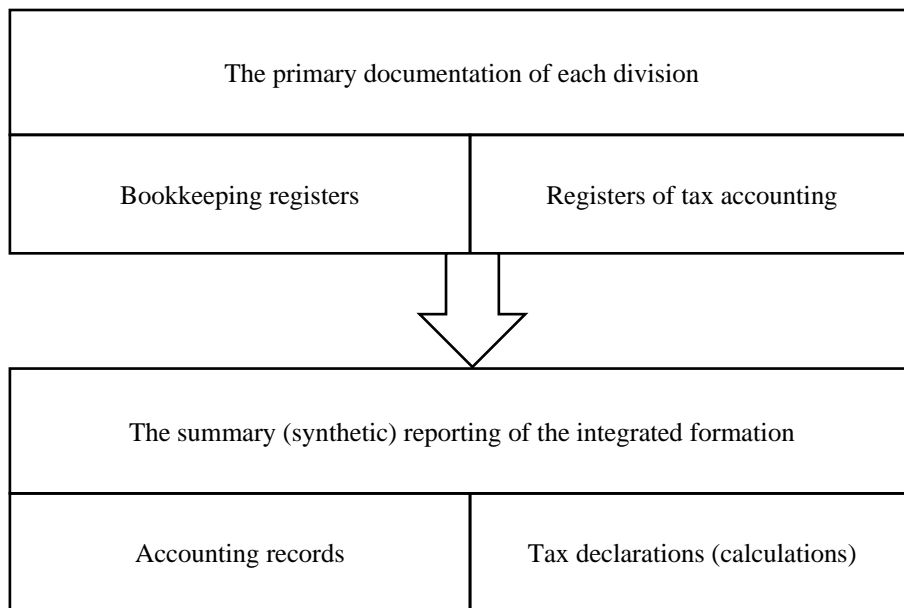 The primary documentation of each division
Bookkeeping registers
Registers of tax accounting
The summary (synthetic) reporting of the integrated formation
Accounting records
Tax declarations (calculations)